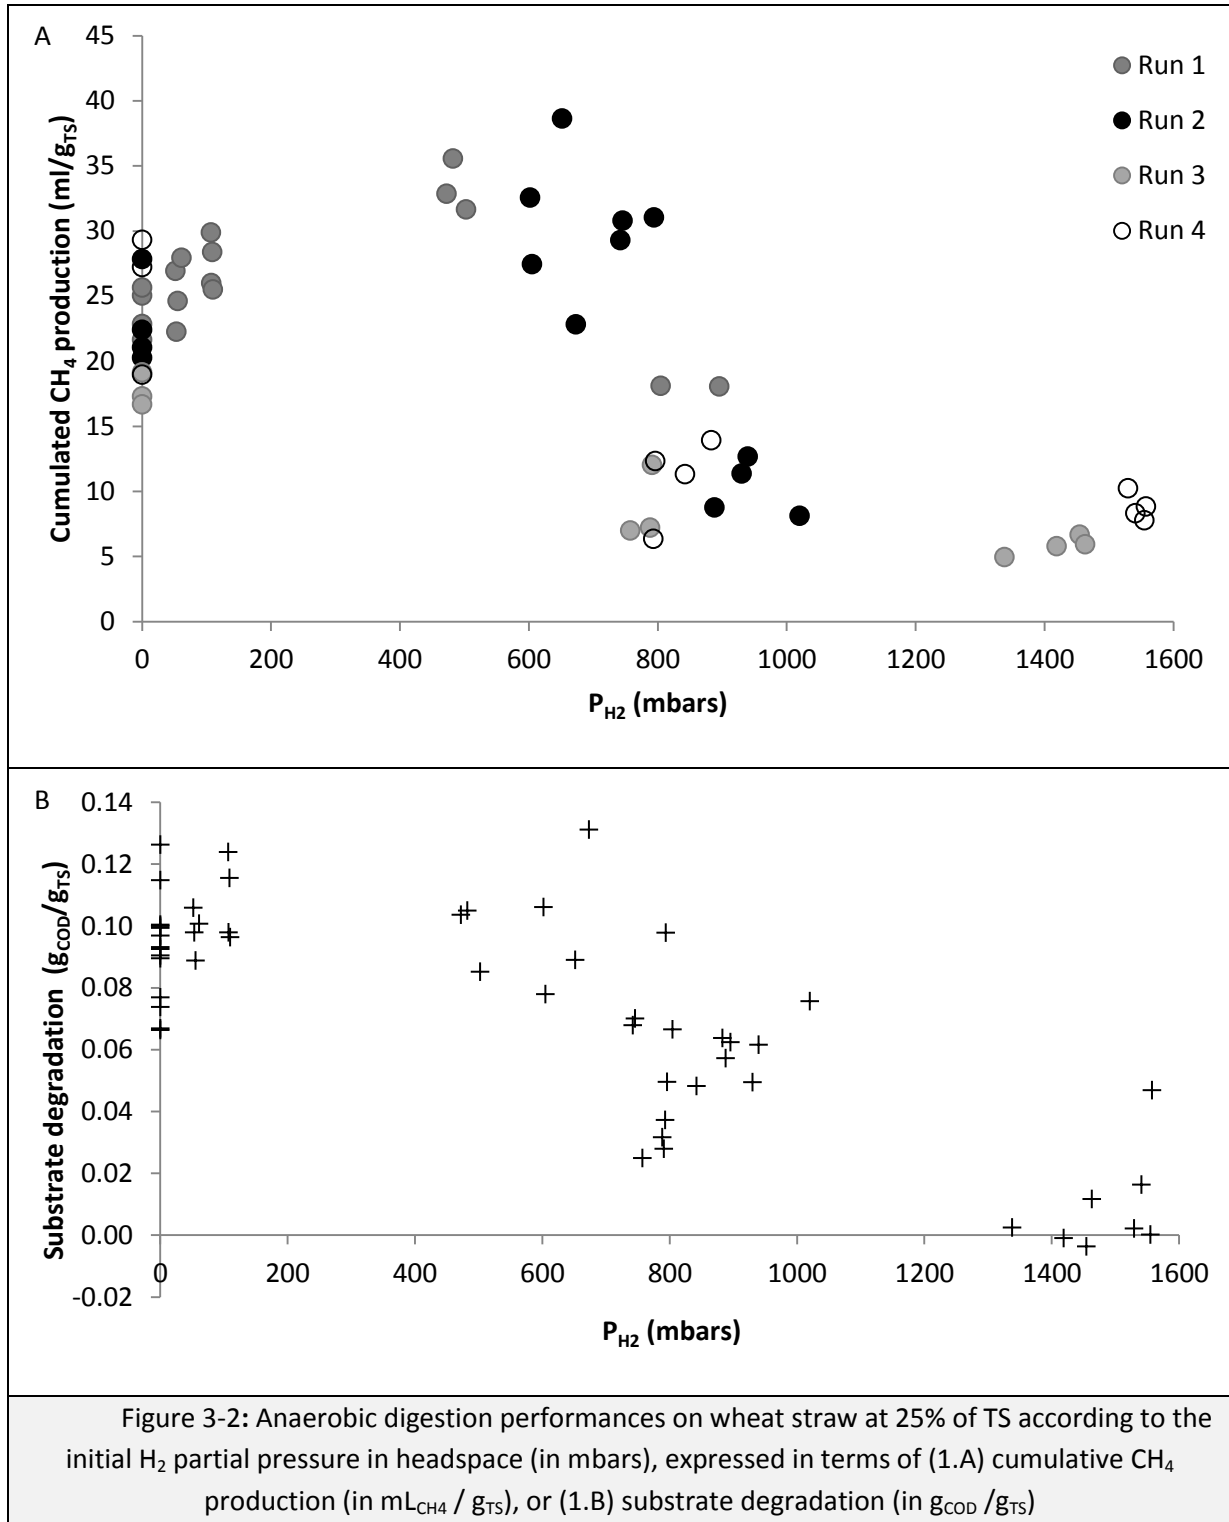 A
45
40
35
30
25
20
15
10
5
0
Cumulated CH4 production (ml/gTS)
Run 1
Run 2
Run 3
Run 4
0 200 400 600 800 1000 1200 1400 1600
PH2 (mbars)
B
0.14
0.12
0.10
0.08
0.06
0.04
0.02
0.00
-0.02
Substrate degradation (gCOD/gTS)
0 200 400 600 800 1000 1200 1400 1600
PH2 (mbars)
Figure 3-2: Anaerobic digestion performances on wheat straw at 25% of TS according to the
initial H2 partial pressure in headspace (in mbars), expressed in terms of (1.A) cumulative CH4
production (in mLCH4 / gTS), or (1.B) substrate degradation (in gCOD /gTS)